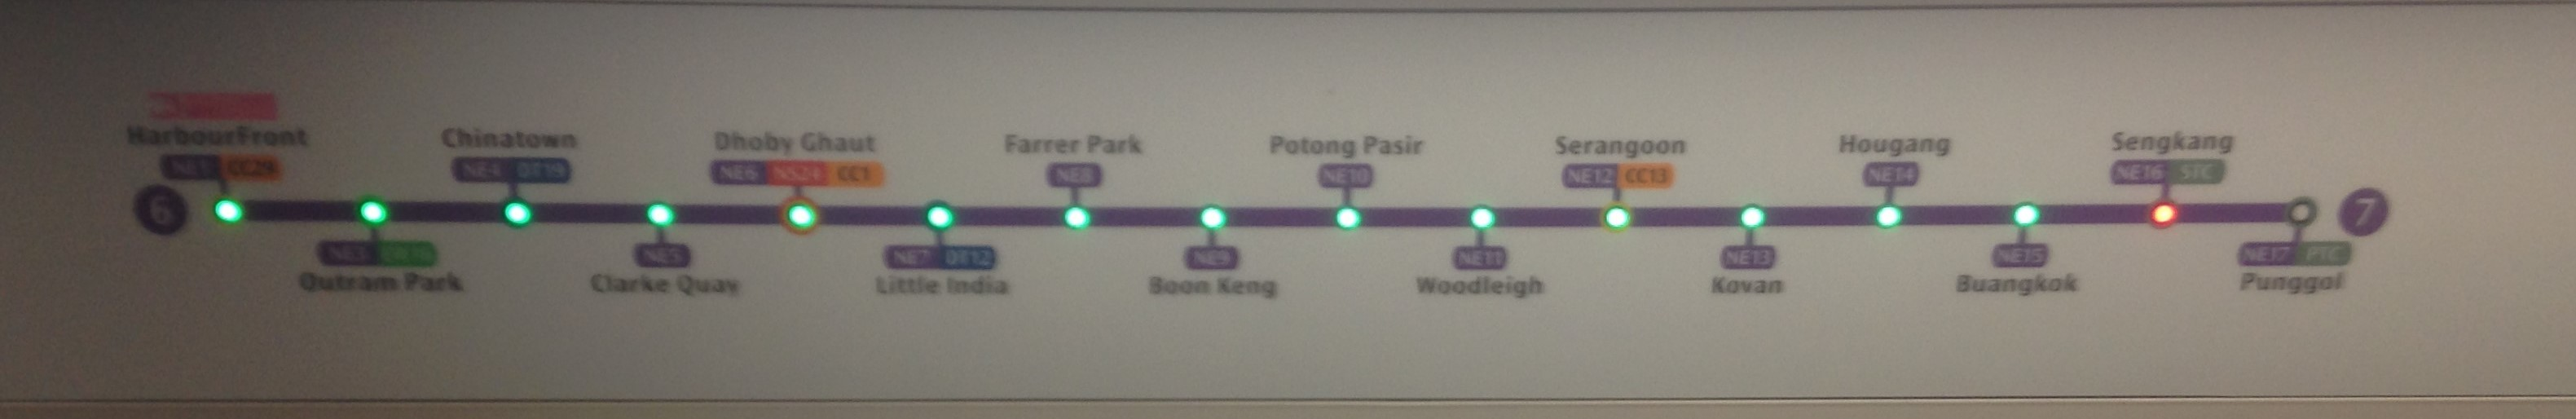 HarbourFront
NE1 CC29
Chinatown
NE4 DT19
Dhoby Ghaut
NE6 NS24 CC1
Farrer Park
NE8
Potong Pasir
NE10
Serangoon
NE12 CC13
Hougang
NE14
Sengkang
NE16 STC
6
7
NE3
Outram Park
NE5
Clarke Quay
NE7 DT12
Little India
NE9
Boon Keng
NE11
Woodleigh
NE13
Kovan
NE15
Buangkok
NE17 PTC
Punggol